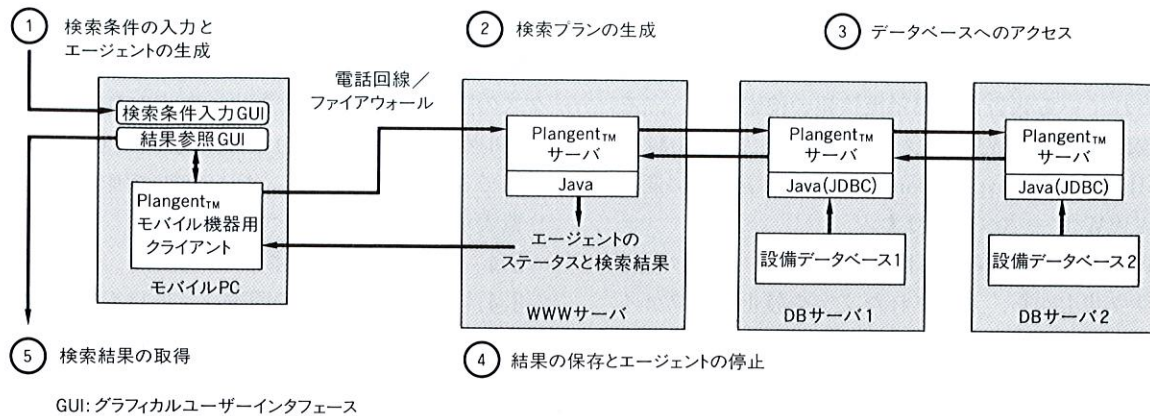 1 検索条件の入力と
エージェントの生成
2 検索プランの生成
3 データベースへのアクセス
電話回線／
ファイアウォール
検索条件入力GUI
結果参照GUI
Plangent™
モバイル機器用
クライアント
モバイルPC
Plangent™
サーバ
Java
エージェントの
ステータスと検索結果
WWWサーバ
Plangent™
サーバ
Java(JDBC)
設備データベース1
DBサーバ1
Plangent™
サーバ
Java(JDBC)
設備データベース2
DBサーバ2
5 検索結果の取得
4 結果の保存とエージェントの停止
GUI:グラフィカルユーザーインタフェース